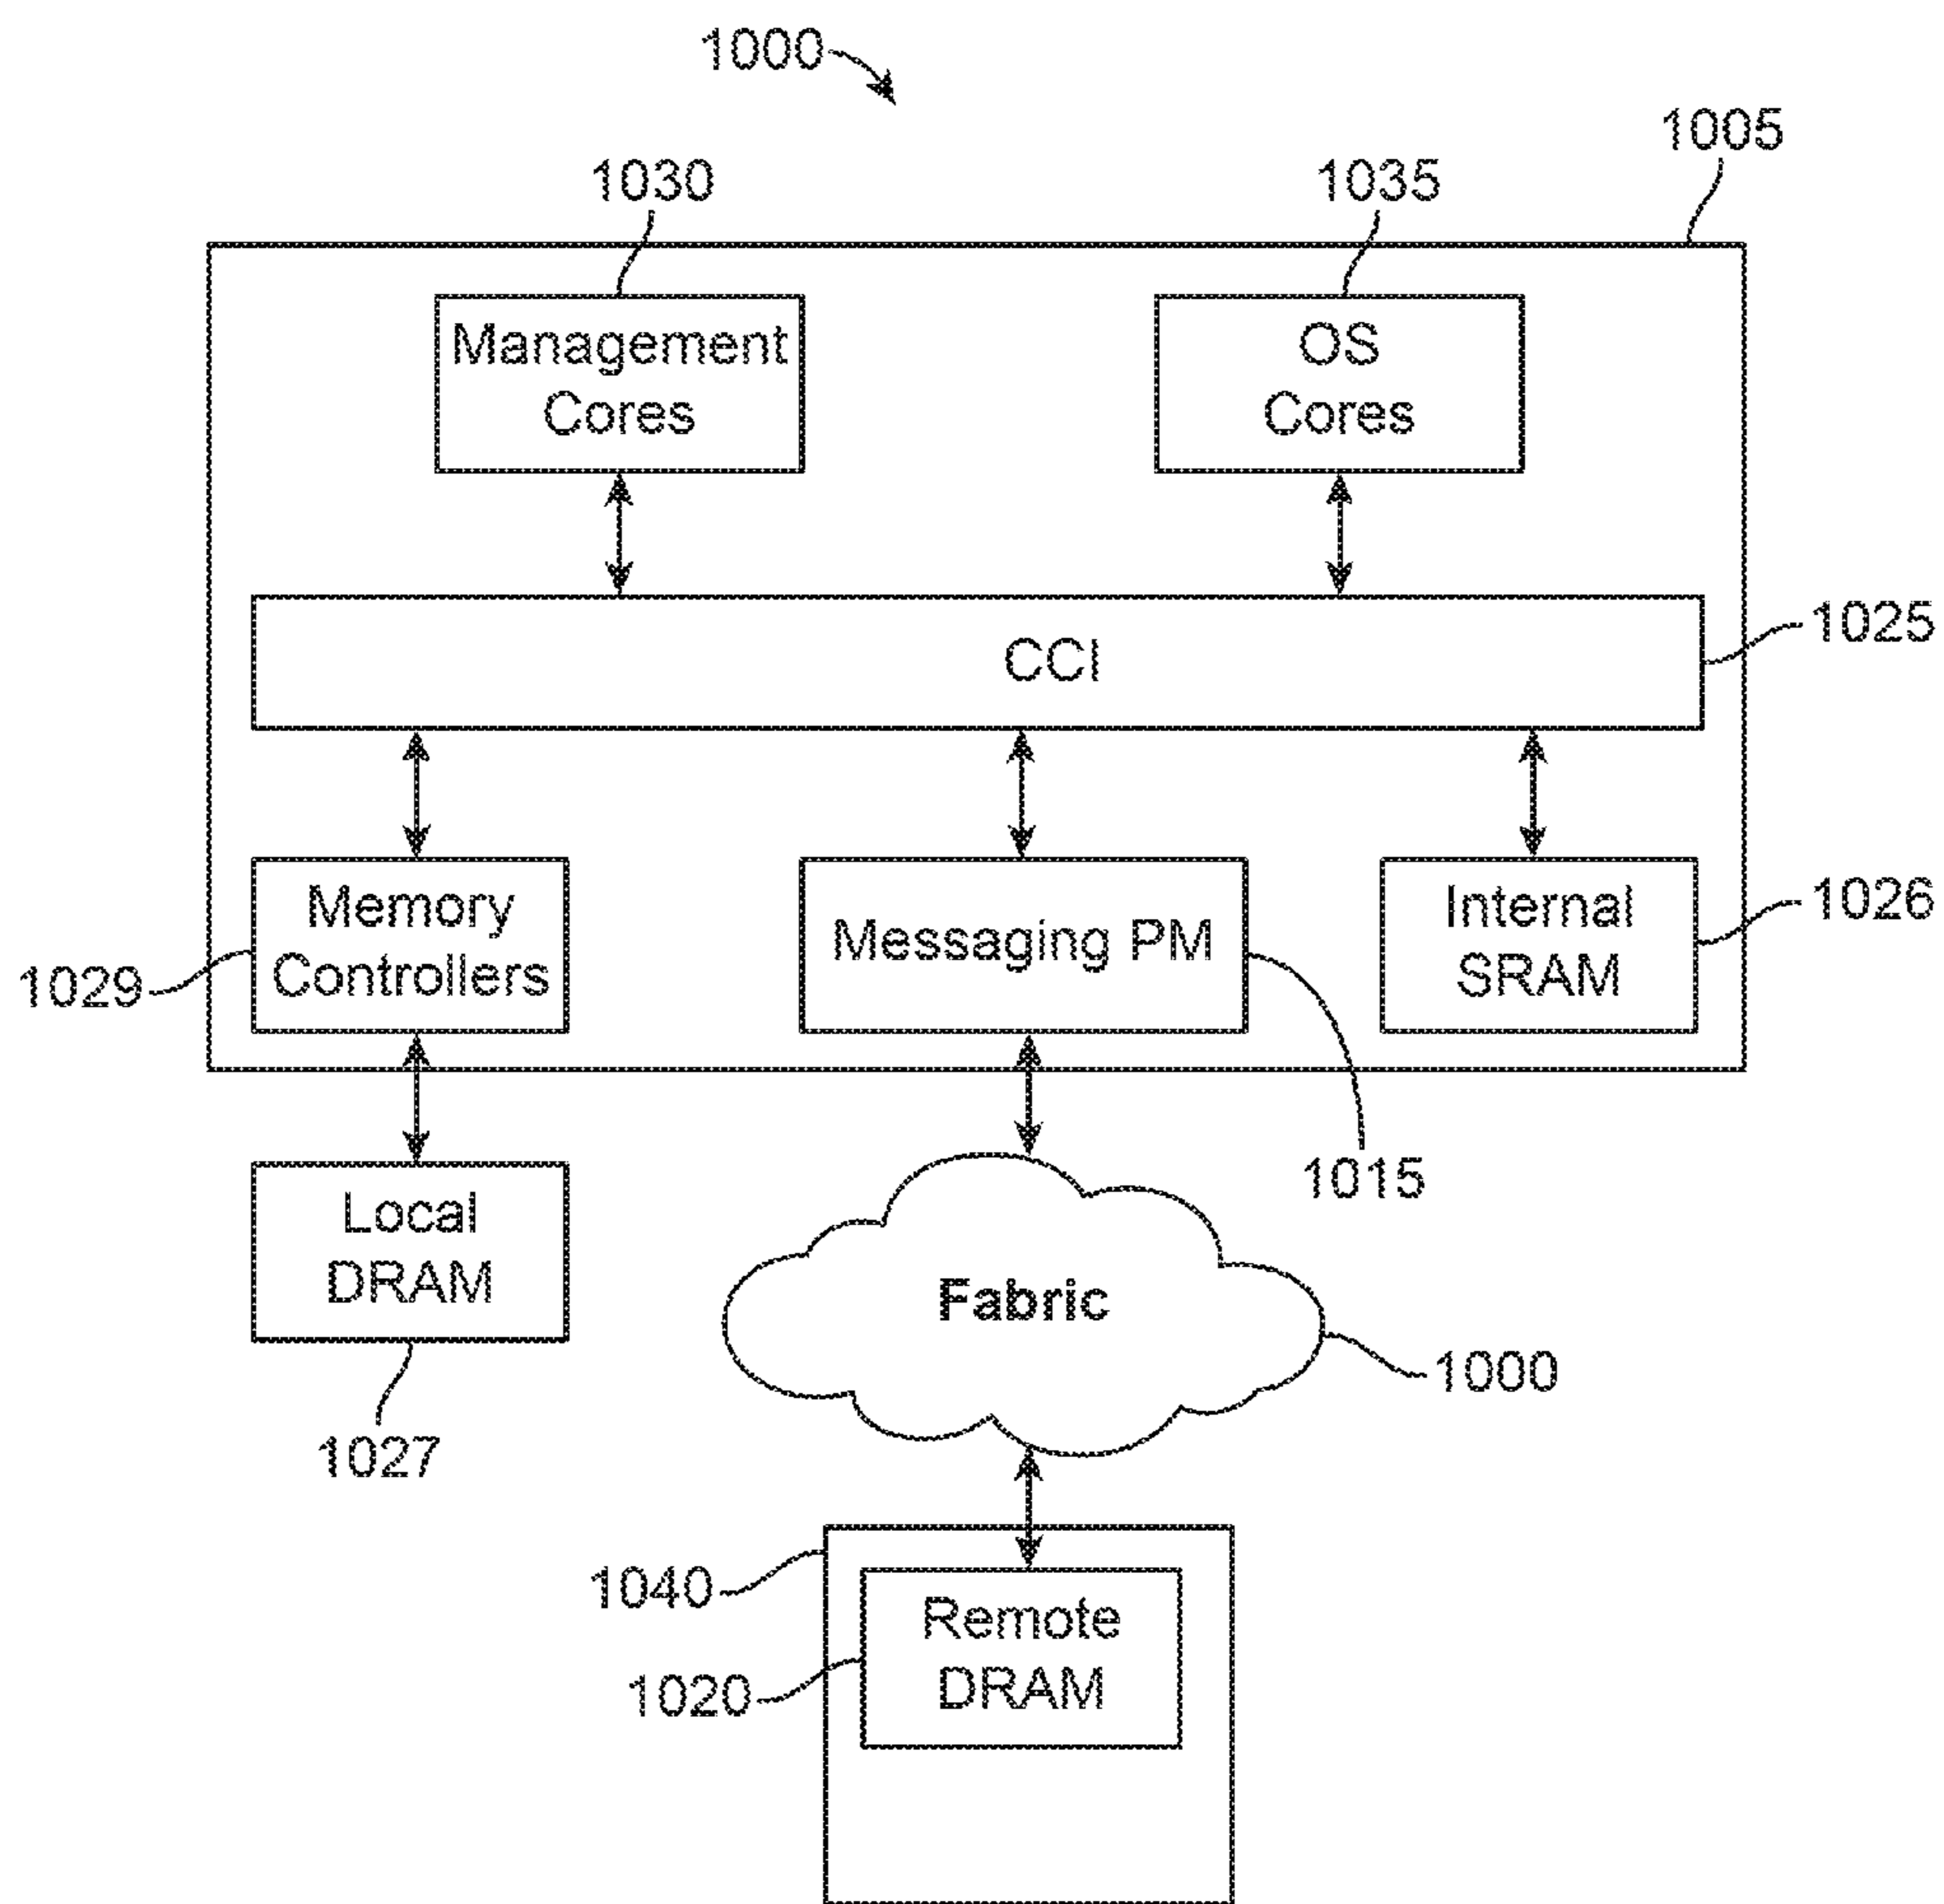 1000
1005
1030
1035
Management
Cores
OS
Cores
CCI
1025
Memory
Controllers
1029
Messaging PM
1015
Internal
SRAM
1026
Local
DRAM
1027
Fabric
1000
1040
Remote
DRAM
1020